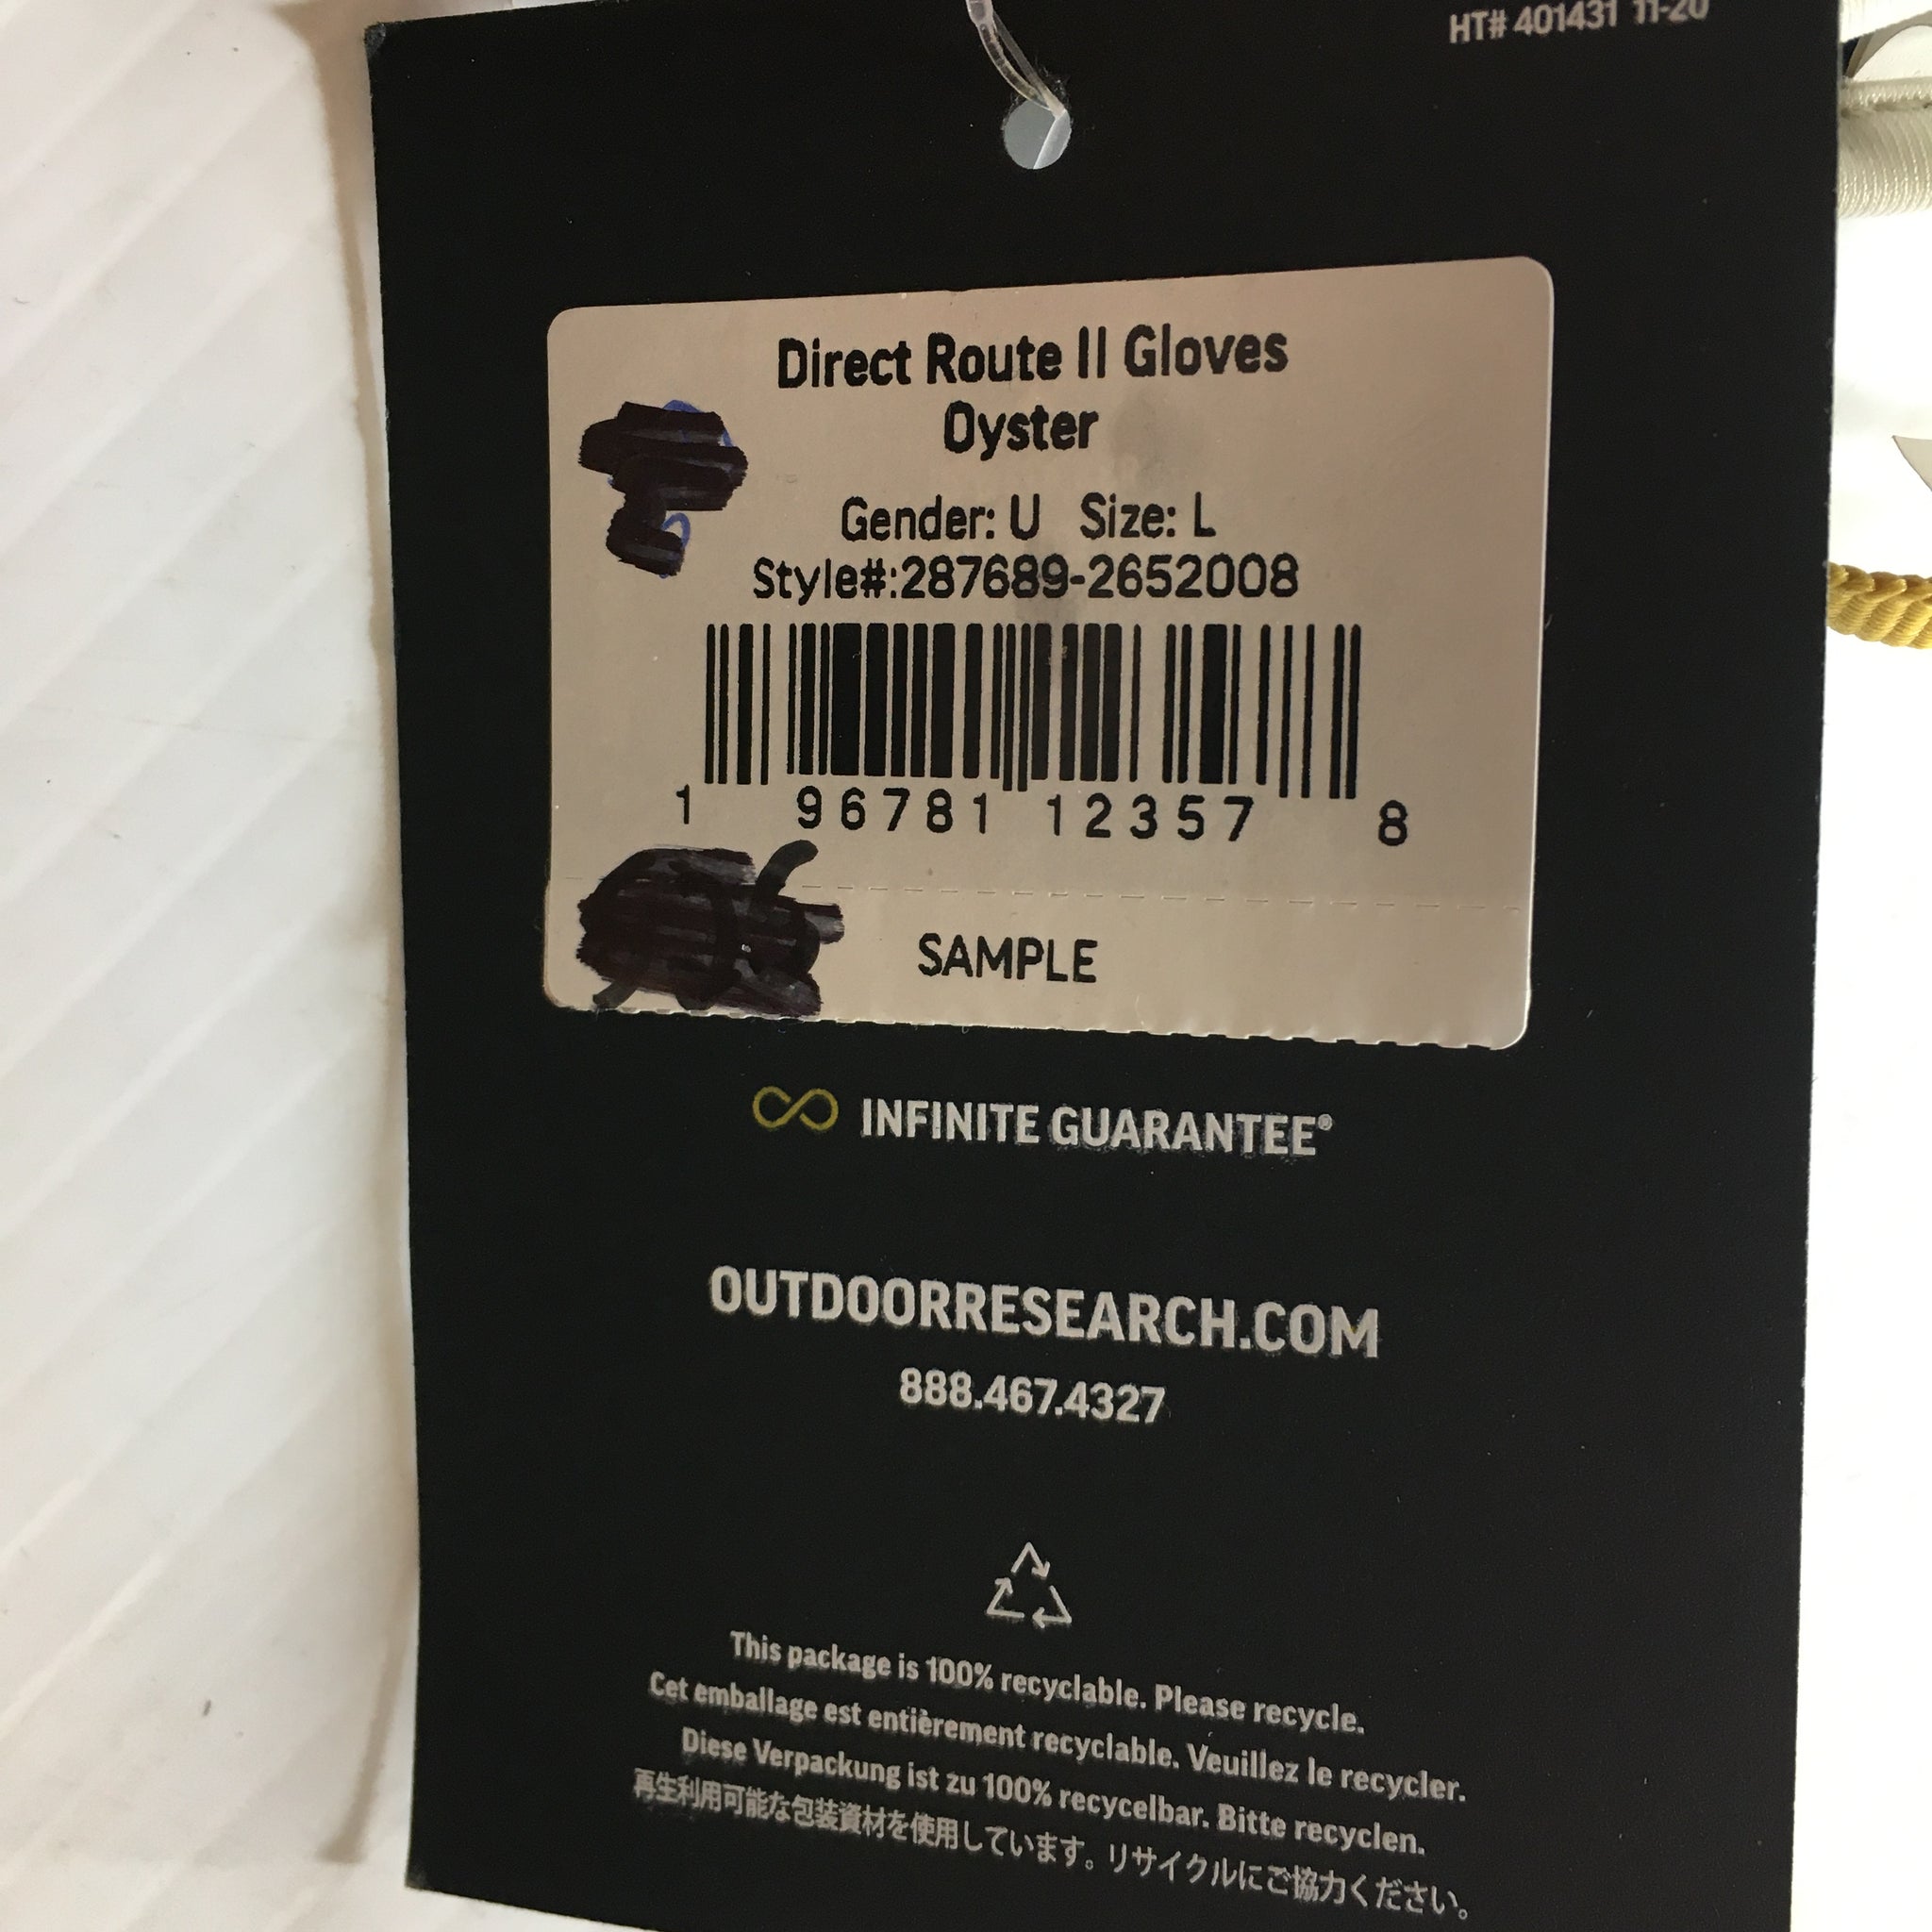 HT# 401431 11-20
Direct Route II Gloves
Oyster
Gender: U Size: L
Style#:287689-2652008
1 96781 12357 8
SAMPLE
INFINITE GUARANTEE®
OUTDOORRESEARCH.COM
888.467.4327
This package is 100% recyclable. Please recycle.
Cet emballage est entièrement recyclable. Veuillez le recycler.
Diese Verpackung ist zu 100% recycelbar. Bitte recyclen.
再生利用可能な包装資材を使用しています。リサイクルにご協力ください。